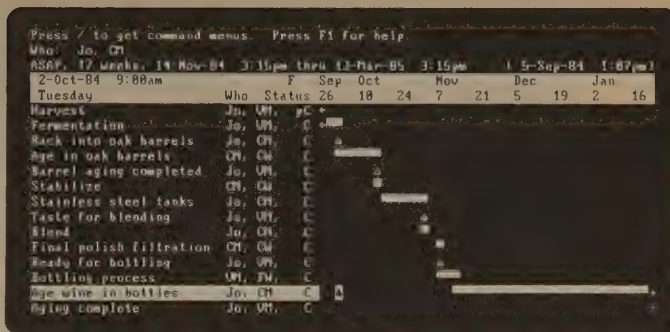 Press / to get command menus. Press F1 for help.
Who: Jo, CM
ASAP, 17 weeks, 14-Nov-84 3:15pm thru 13-Mar-85 3:15pm ( 5-Sep-84 1:07pm)
2-Oct-84 9:00am F Sep Oct Nov Dec Jan
Tuesday Who Status 26 10 24 7 21 5 19 2 16
Harvest Jo, VM, pC
Fermentation Jo, VM, C
Rack into oak barrels Jo, VM, C
Age in oak barrels CM, CW C
Barrel aging completed Jo, VM, C
Stabilize CM, CW C
Stainless steel tanks CM, CW C
Taste for blending Jo, VM, C
Blend Jo, CM, C
Final polish filtration CM, CW C
Ready for bottling Jo, VM, C
Bottling process VM, FW, C
Age wine in bottles Jo, CM C
Aging complete Jo, VM, C